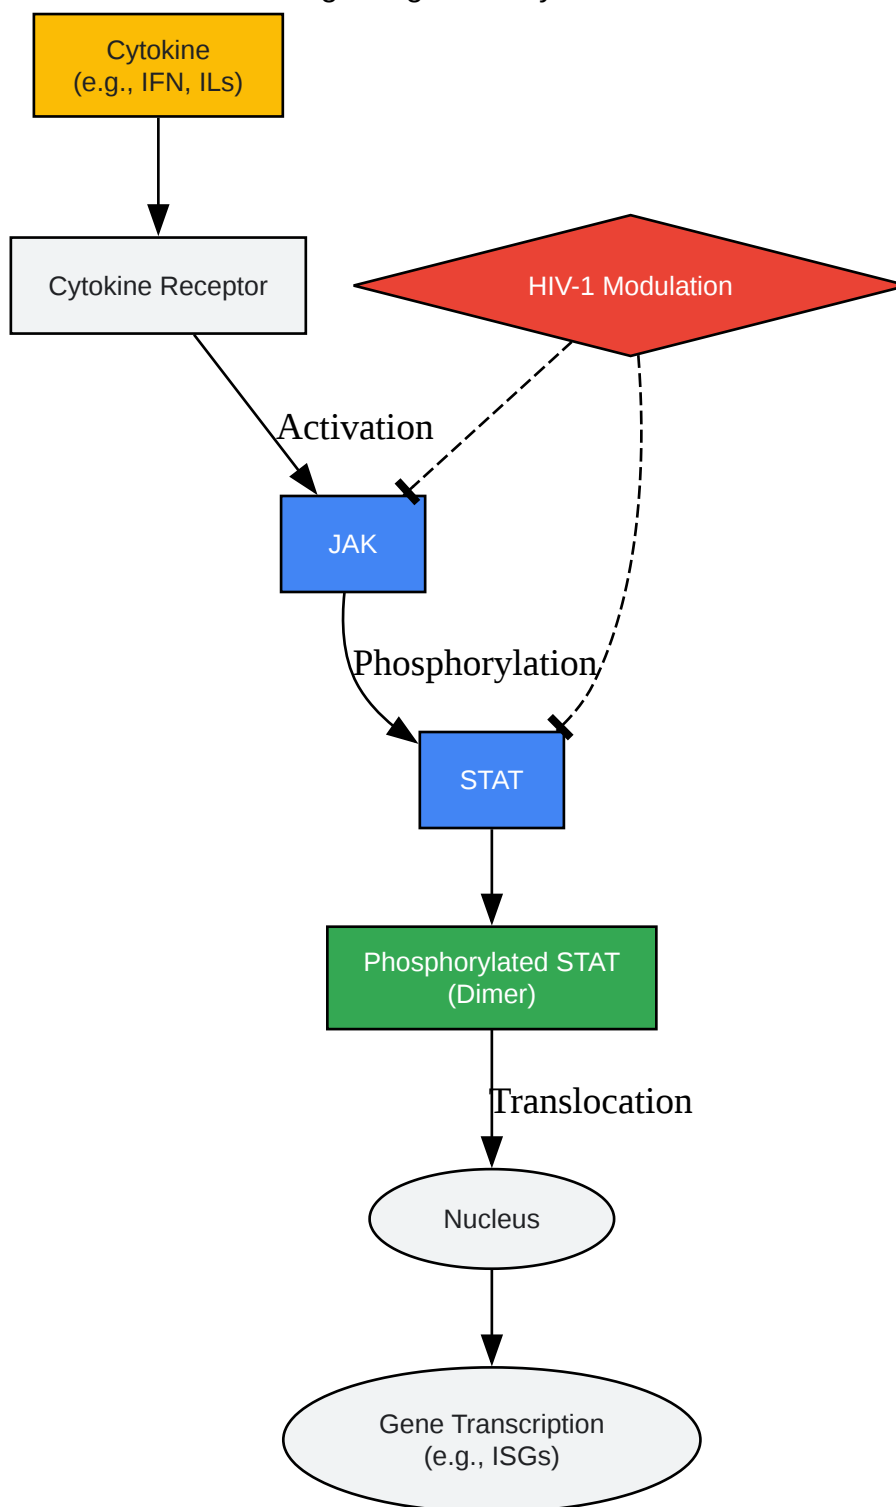 Cytokine
(e.g., IFN, ILs)
Cytokine Receptor
HIV-1 Modulation
Activation
JAK
Phosphorylation
STAT
Phosphorylated STAT
(Dimer)
Translocation
Nucleus
Gene Transcription
(e.g., ISGs)